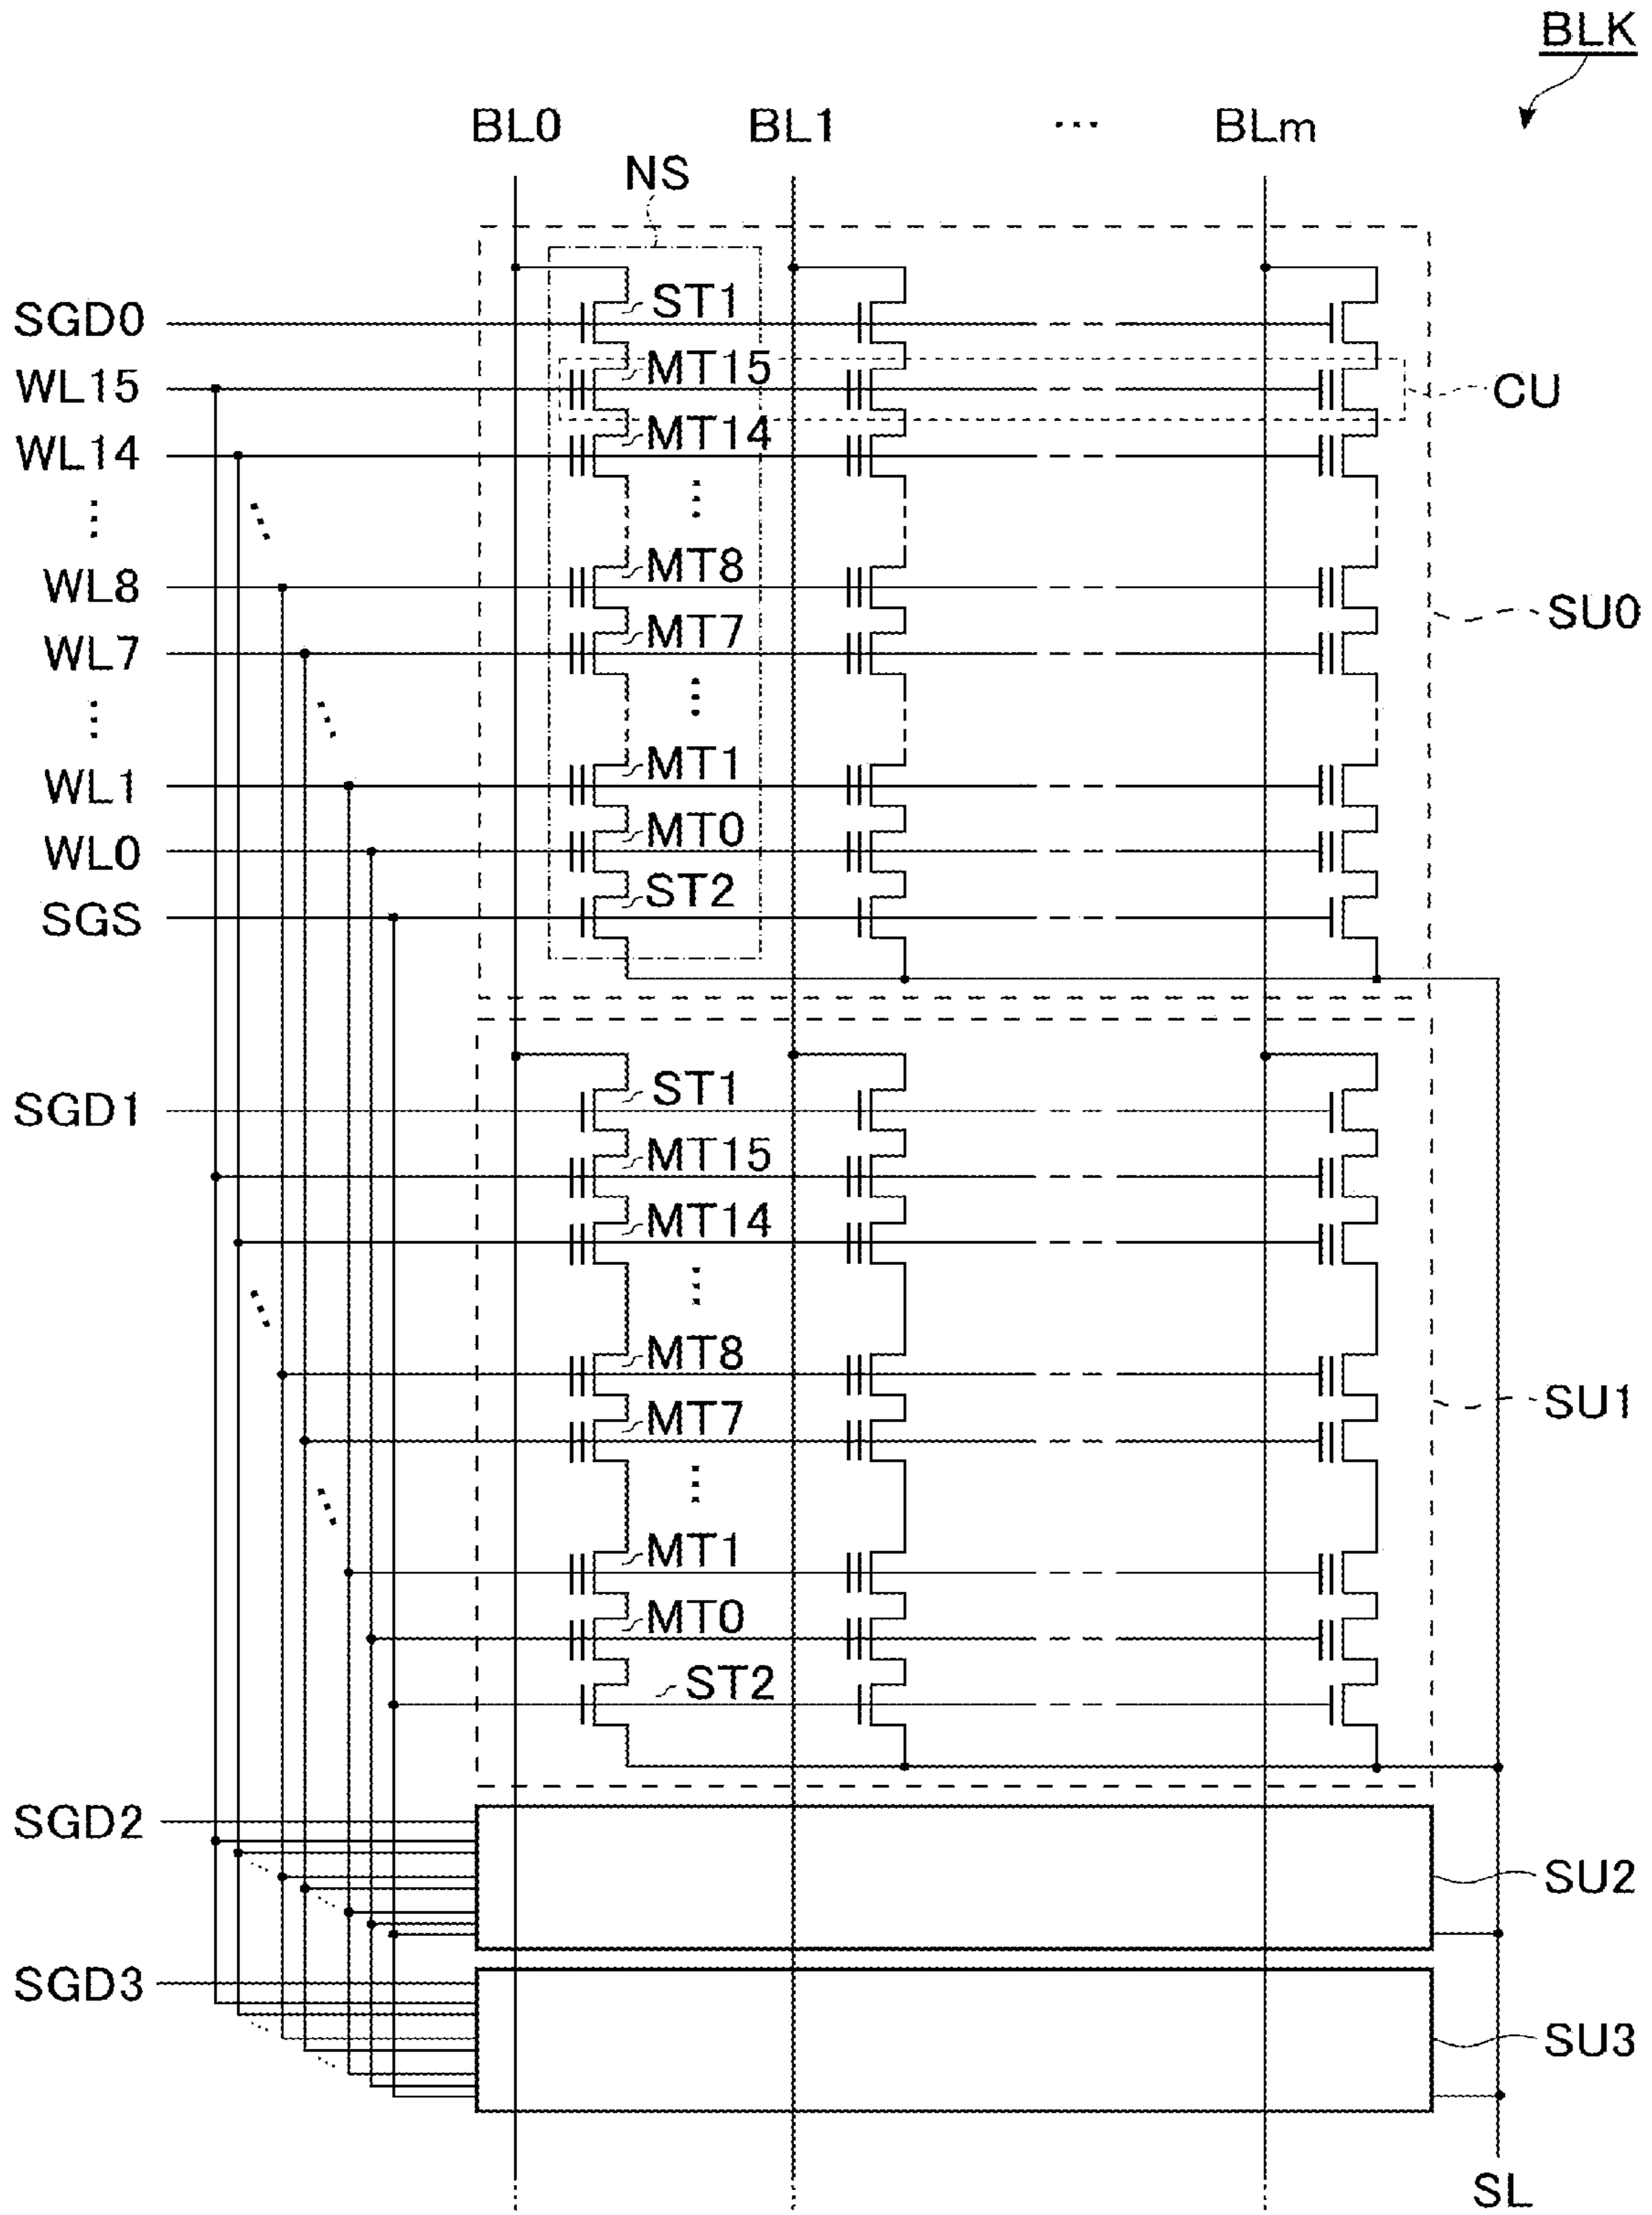 BLK
BL0 BL1 ... BLm
NS
SGD0 ST1
WL15 MT15 CU
WL14 MT14
⋮ ⋮
WL8 MT8 SU0
WL7 MT7
⋮ ⋮
WL1 MT1
WL0 MT0
SGS ST2
SGD1 ST1
MT15
MT14
⋮
MT8
MT7 SU1
⋮
MT1
MT0
ST2
SGD2
SU2
SGD3
SU3
SL